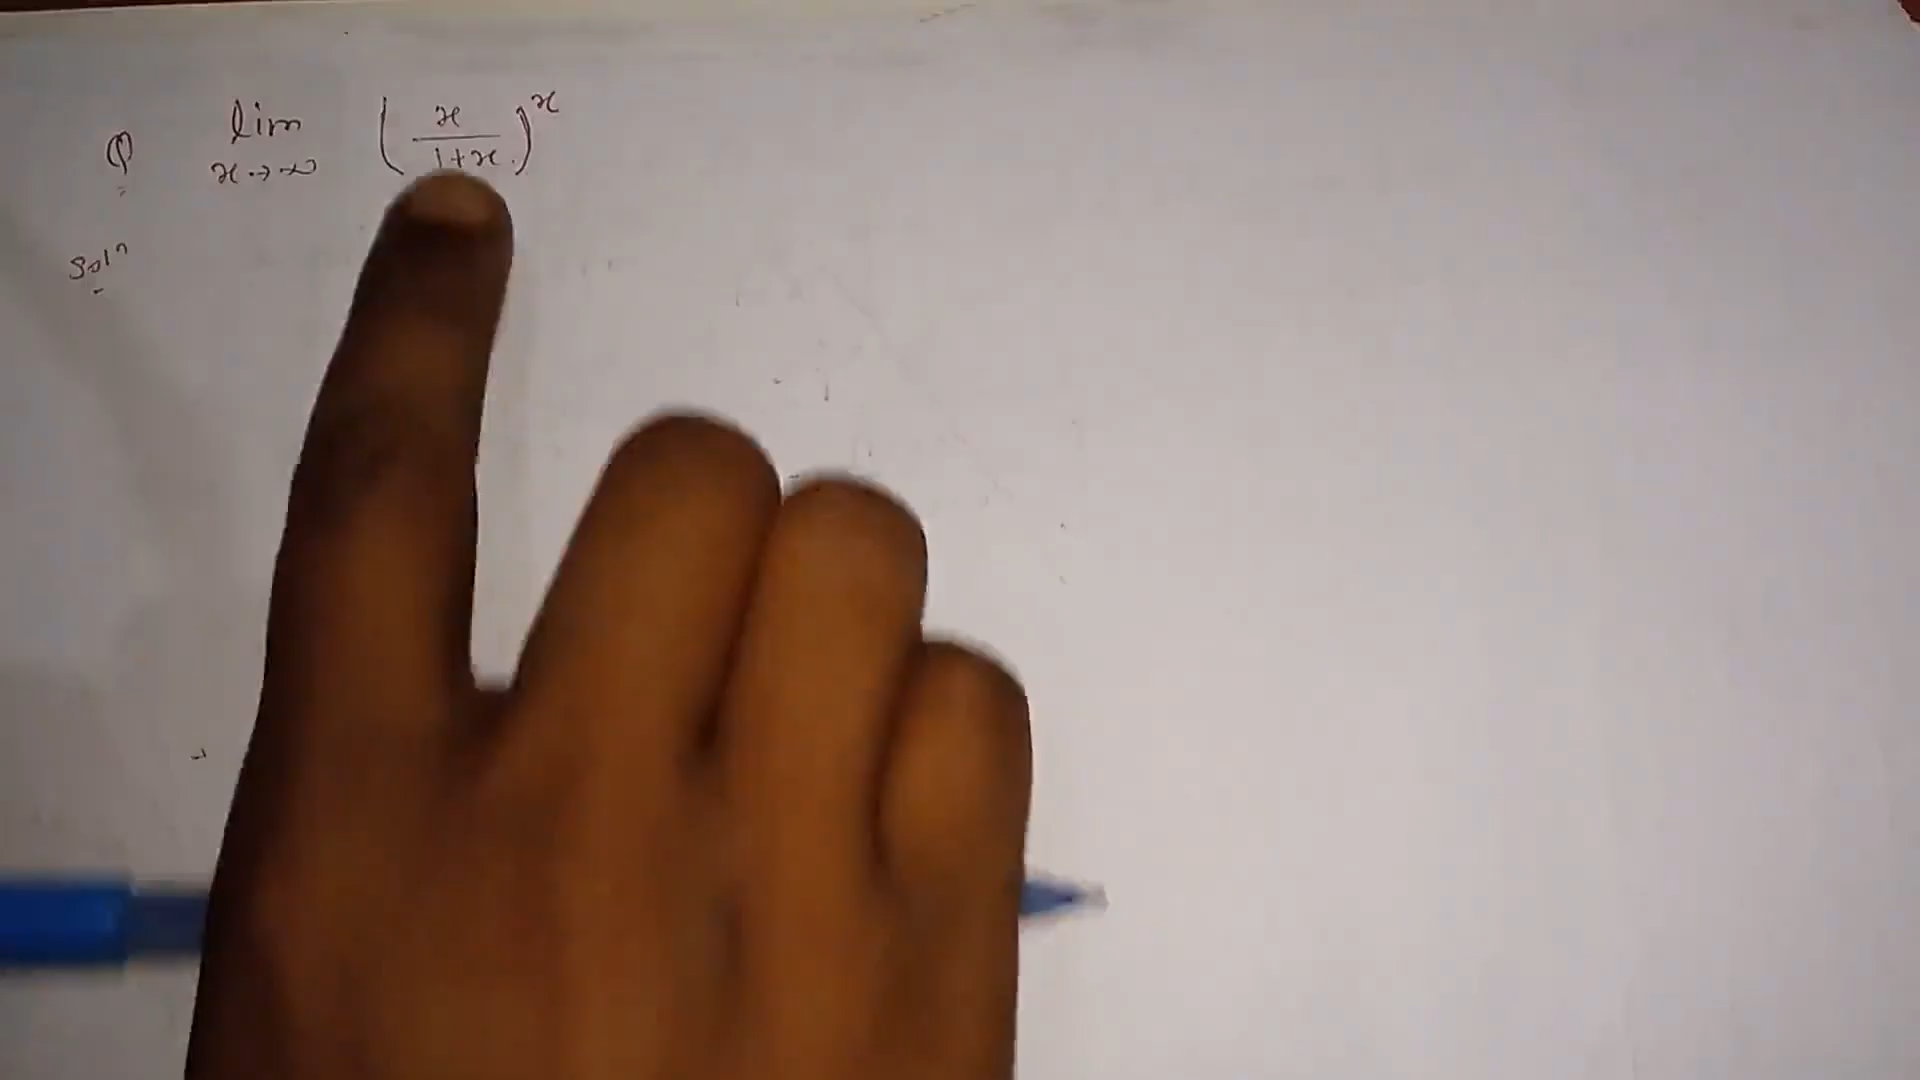 Q lim x→∞ (x/(1+x))^x
Solⁿ